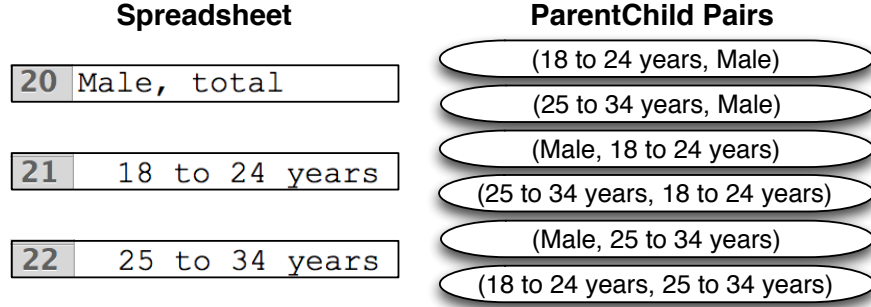 Spreadsheet
20 Male, total
21 18 to 24 years
22 25 to 34 years
ParentChild Pairs
(18 to 24 years, Male)
(25 to 34 years, Male)
(Male, 18 to 24 years)
(25 to 34 years, 18 to 24 years)
(Male, 25 to 34 years)
(18 to 24 years, 25 to 34 years)